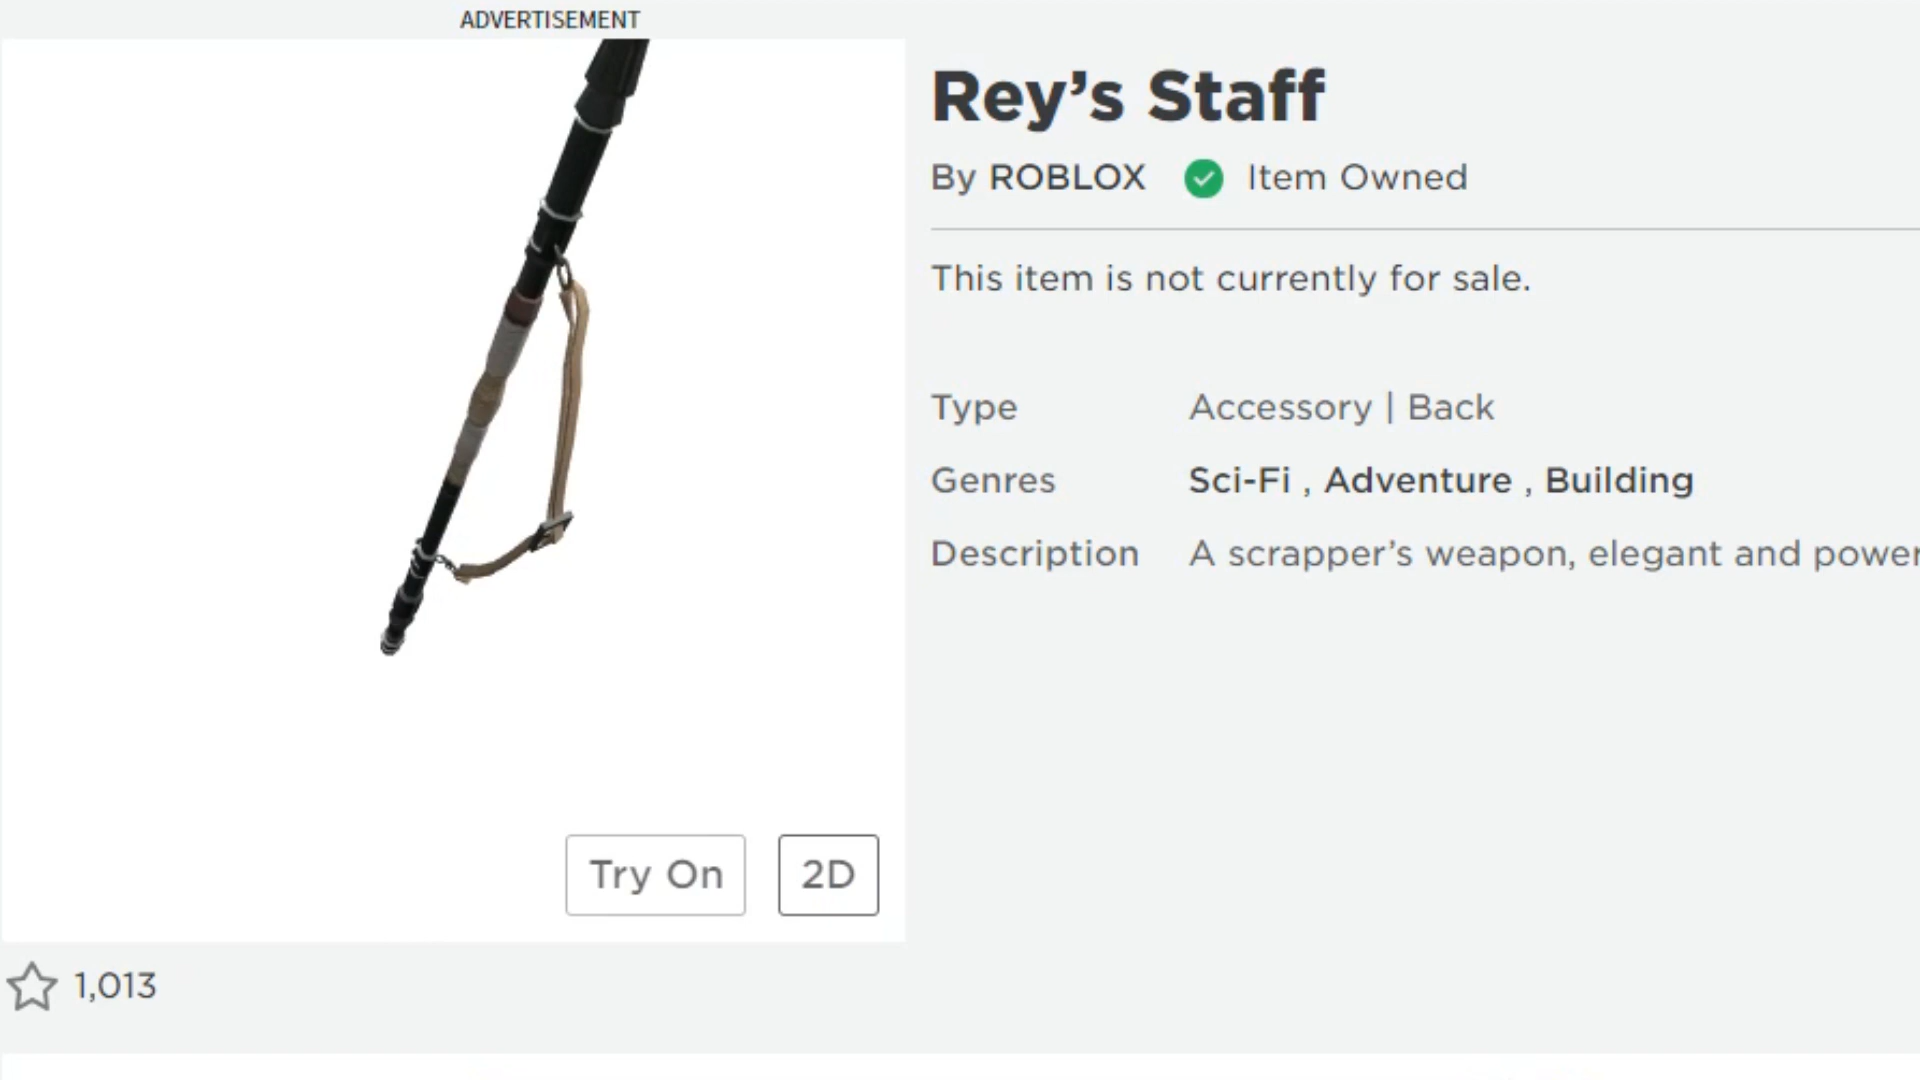 ADVERTISEMENT
Rey’s Staff
By ROBLOX Item Owned
This item is not currently for sale.
Type Accessory | Back
Genres Sci-Fi , Adventure , Building
Description A scrapper’s weapon, elegant and power
Try On 2D
1,013